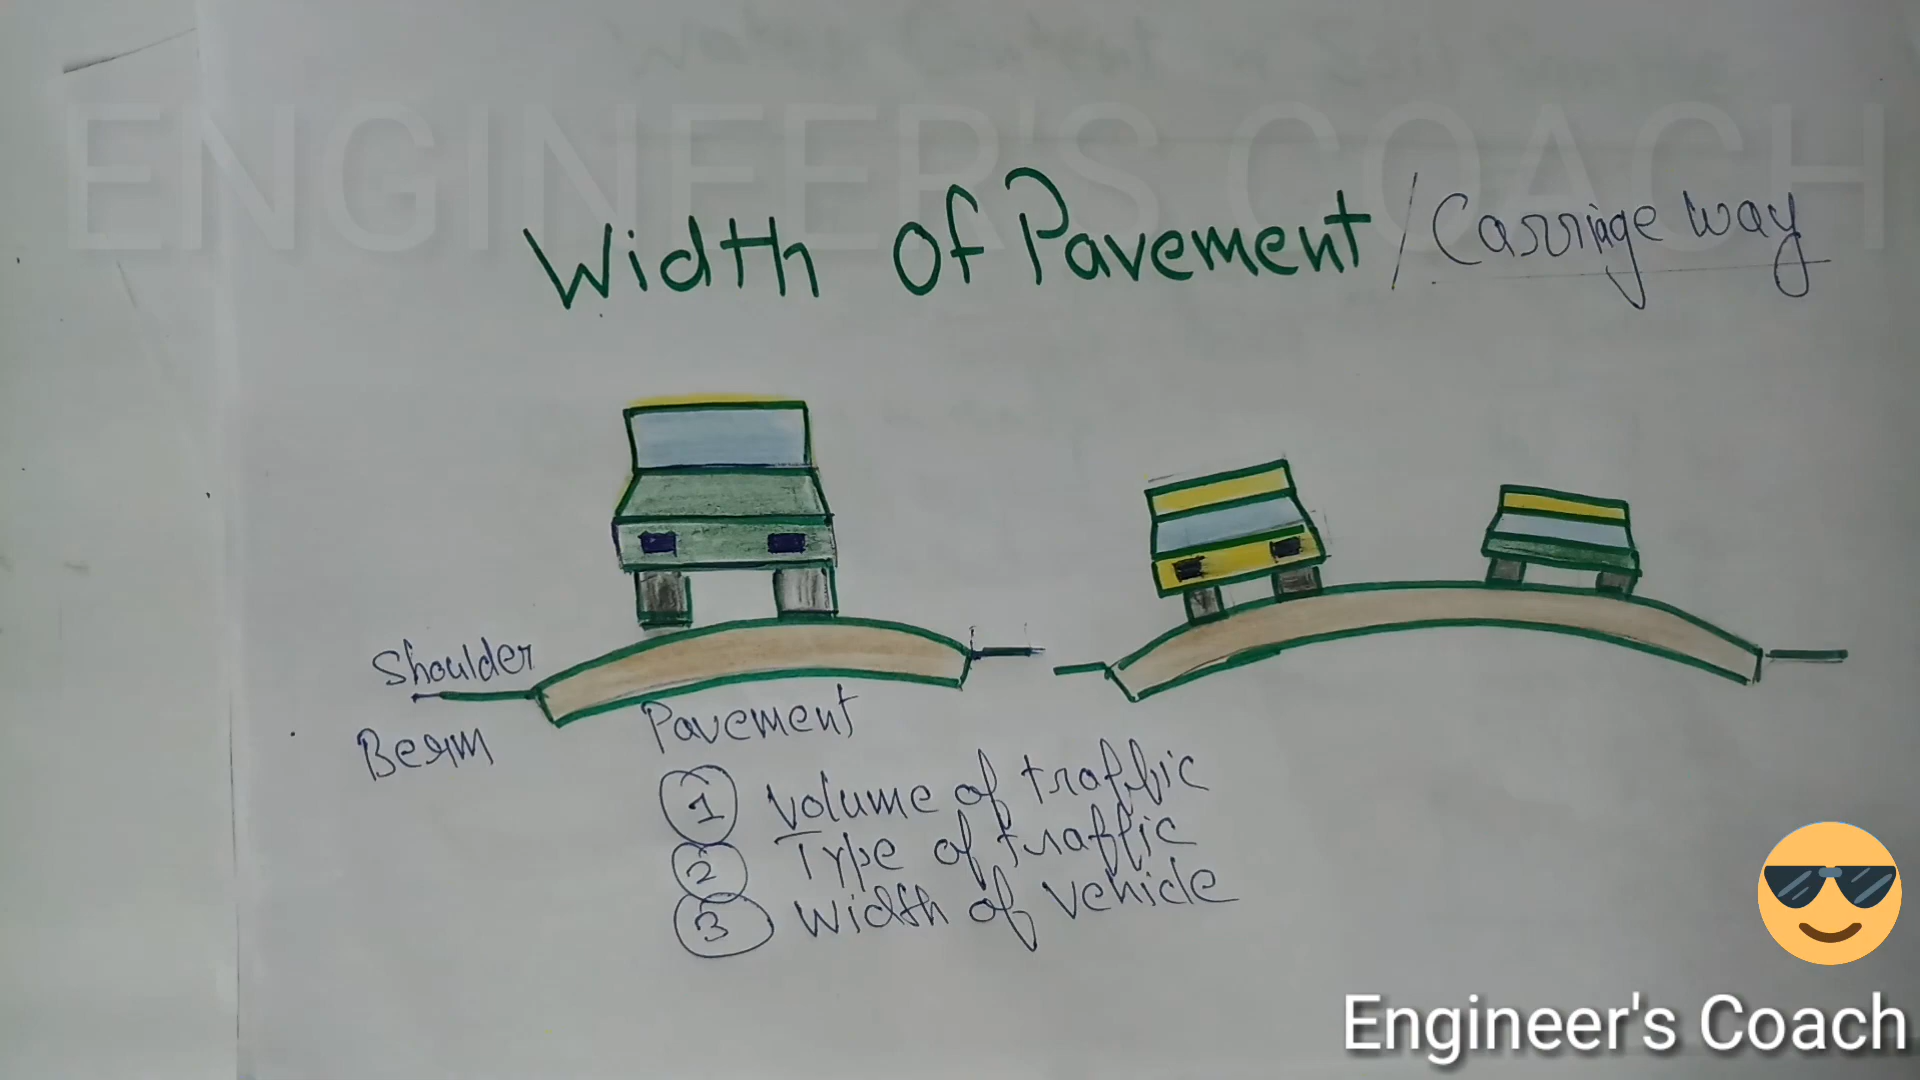 ENGINEER'S COACH
Width Of Pavement / Carriage way
Shoulder
Berm
Pavement
1 Volume of traffic
2 Type of traffic
3 Width of vehicle
Engineer's Coach